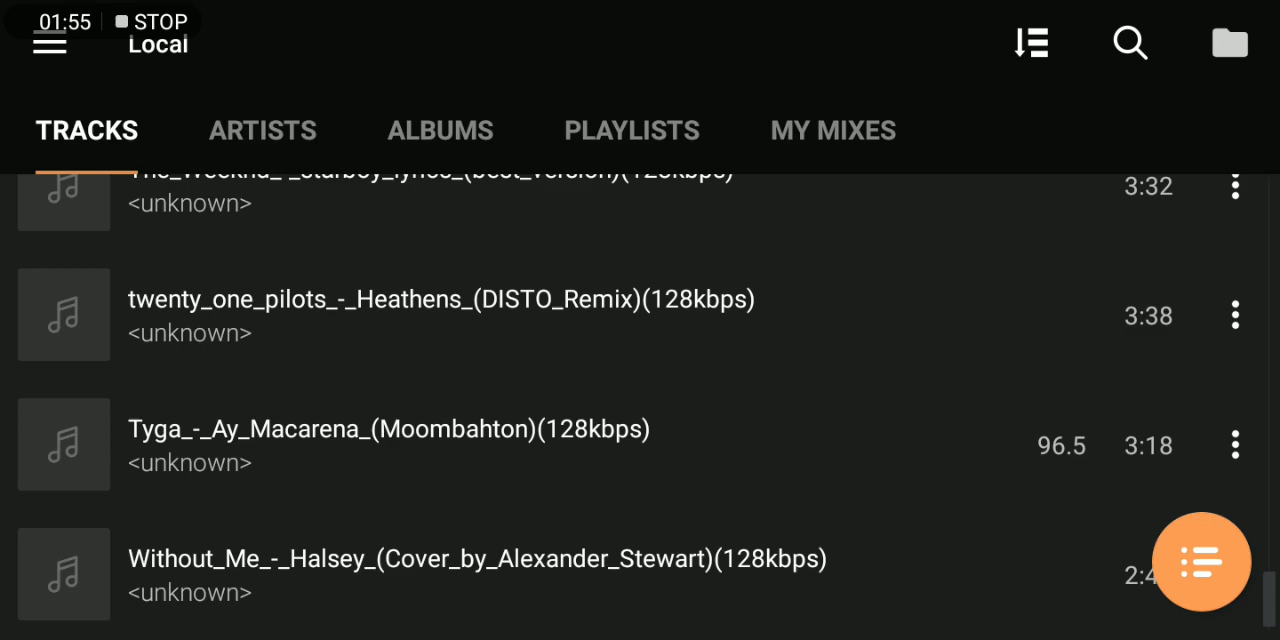 01:55 STOP
Local
TRACKS ARTISTS ALBUMS PLAYLISTS MY MIXES
3:32
<unknown>
twenty_one_pilots_-_Heathens_(DISTO_Remix)(128kbps)
3:38
<unknown>
Tyga_-_Ay_Macarena_(Moombahton)(128kbps)
96.5 3:18
<unknown>
Without_Me_-_Halsey_(Cover_by_Alexander_Stewart)(128kbps)
<unknown>